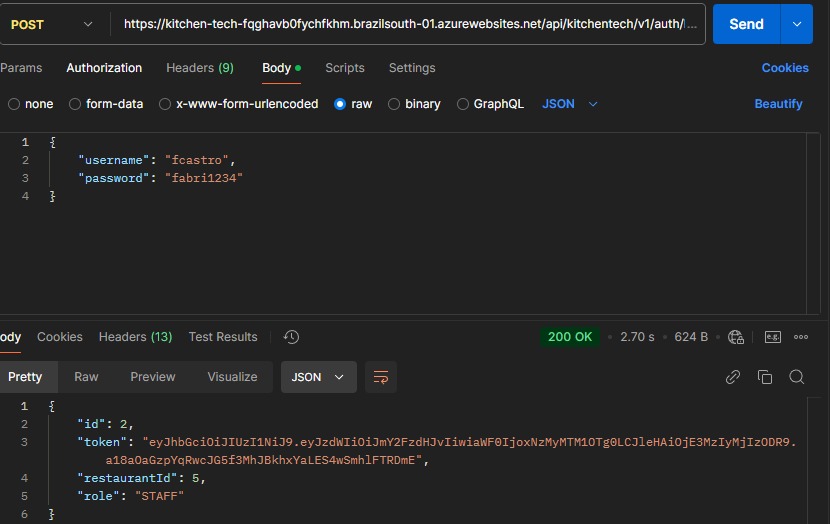 POST https://kitchen-tech-fqghavb0fychfkhm.brazilsouth-01.azurewebsites.net/api/kitchentech/v1/auth/ ... Send
Params Authorization Headers (9) Body Scripts Settings Cookies
none form-data x-www-form-urlencoded raw binary GraphQL JSON Beautify
1 {
2 "username": "fcastro",
3 "password": "fabri1234"
4 }
ody Cookies Headers (13) Test Results 200 OK 2.70 s 624 B e.g.
Pretty Raw Preview Visualize JSON
1 {
2 "id": 2,
3 "token": "eyJhbGciOiJIUzI1NiJ9.eyJzdWIiOiJmY2FzdHJvIiwiaWF0IjoxNzMyMTM1OTg0LCJleHAiOjE3MzIyMjIzODR9.
a18aOaGzpYqRwcJG5f3MhJBkhxYaLES4wSmhlFTRDmE",
4 "restaurantId": 5,
5 "role": "STAFF"
6 }